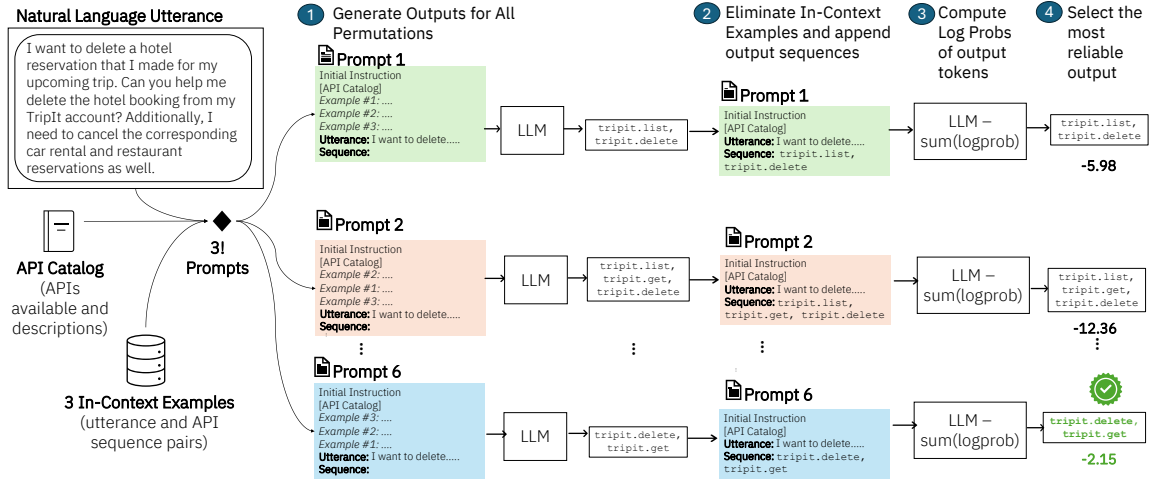 Natural Language Utterance
I want to delete a hotel
reservation that I made for my
upcoming trip. Can you help me
delete the hotel booking from my
TripIt account? Additionally, I
need to cancel the corresponding
car rental and restaurant
reservations as well.
API Catalog
(APIs
available and
descriptions)
3!
Prompts
3 In-Context Examples
(utterance and API
sequence pairs)
1
Generate Outputs for All
Permutations
2
Eliminate In-Context
Examples and append
output sequences
3
Compute
Log Probs
of output
tokens
4
Select the
most
reliable
output
Prompt 1
Initial Instruction
[API Catalog]
Example #1: ....
Example #2: ....
Example #3: ....
Utterance: I want to delete.....
Sequence:
LLM
tripit.list,
tripit.delete
Prompt 1
Initial Instruction
[API Catalog]
Utterance: I want to delete.....
Sequence: tripit.list,
tripit.delete
LLM –
sum(logprob)
tripit.list,
tripit.delete
-5.98
Prompt 2
Initial Instruction
[API Catalog]
Example #2: ....
Example #1: ....
Example #3: ....
Utterance: I want to delete.....
Sequence:
LLM
tripit.list,
tripit.get,
tripit.delete
Prompt 2
Initial Instruction
[API Catalog]
Utterance: I want to delete.....
Sequence: tripit.list,
tripit.get, tripit.delete
LLM –
sum(logprob)
tripit.list,
tripit.get,
tripit.delete
-12.36
Prompt 6
Initial Instruction
[API Catalog]
Example #3: ....
Example #2: ....
Example #1: ....
Utterance: I want to delete.....
Sequence:
LLM
tripit.delete,
tripit.get
Prompt 6
Initial Instruction
[API Catalog]
Utterance: I want to delete.....
Sequence: tripit.delete,
tripit.get
LLM –
sum(logprob)
tripit.delete,
tripit.get
-2.15